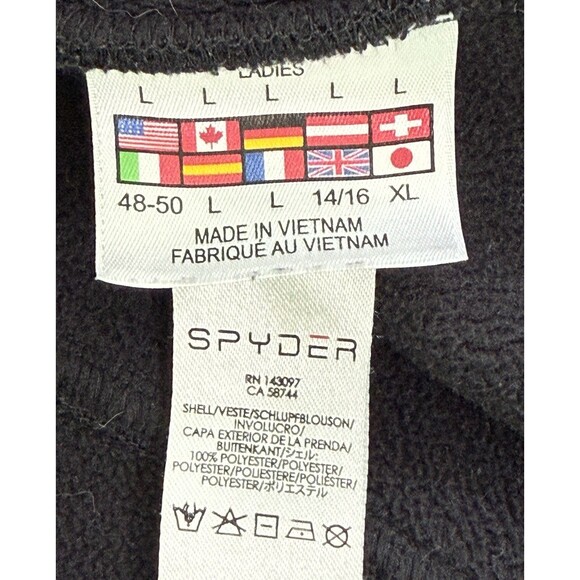 LADIES
L L L L L
48-50 L L 14/16 XL
MADE IN VIETNAM
FABRIQUÉ AU VIETNAM
SPYDER
RN 143097
CA 58744
SHELL/VESTE/SCHLUPFBLOUSON/
INVOLUCRO/
CAPA EXTERIOR DE LA PRENDA/
BUITENKANT/シェル:
100% POLYESTER/POLYESTER/
POLYESTER/POLIESTERE/POLIÉSTER/
POLYESTER/ポリエステル